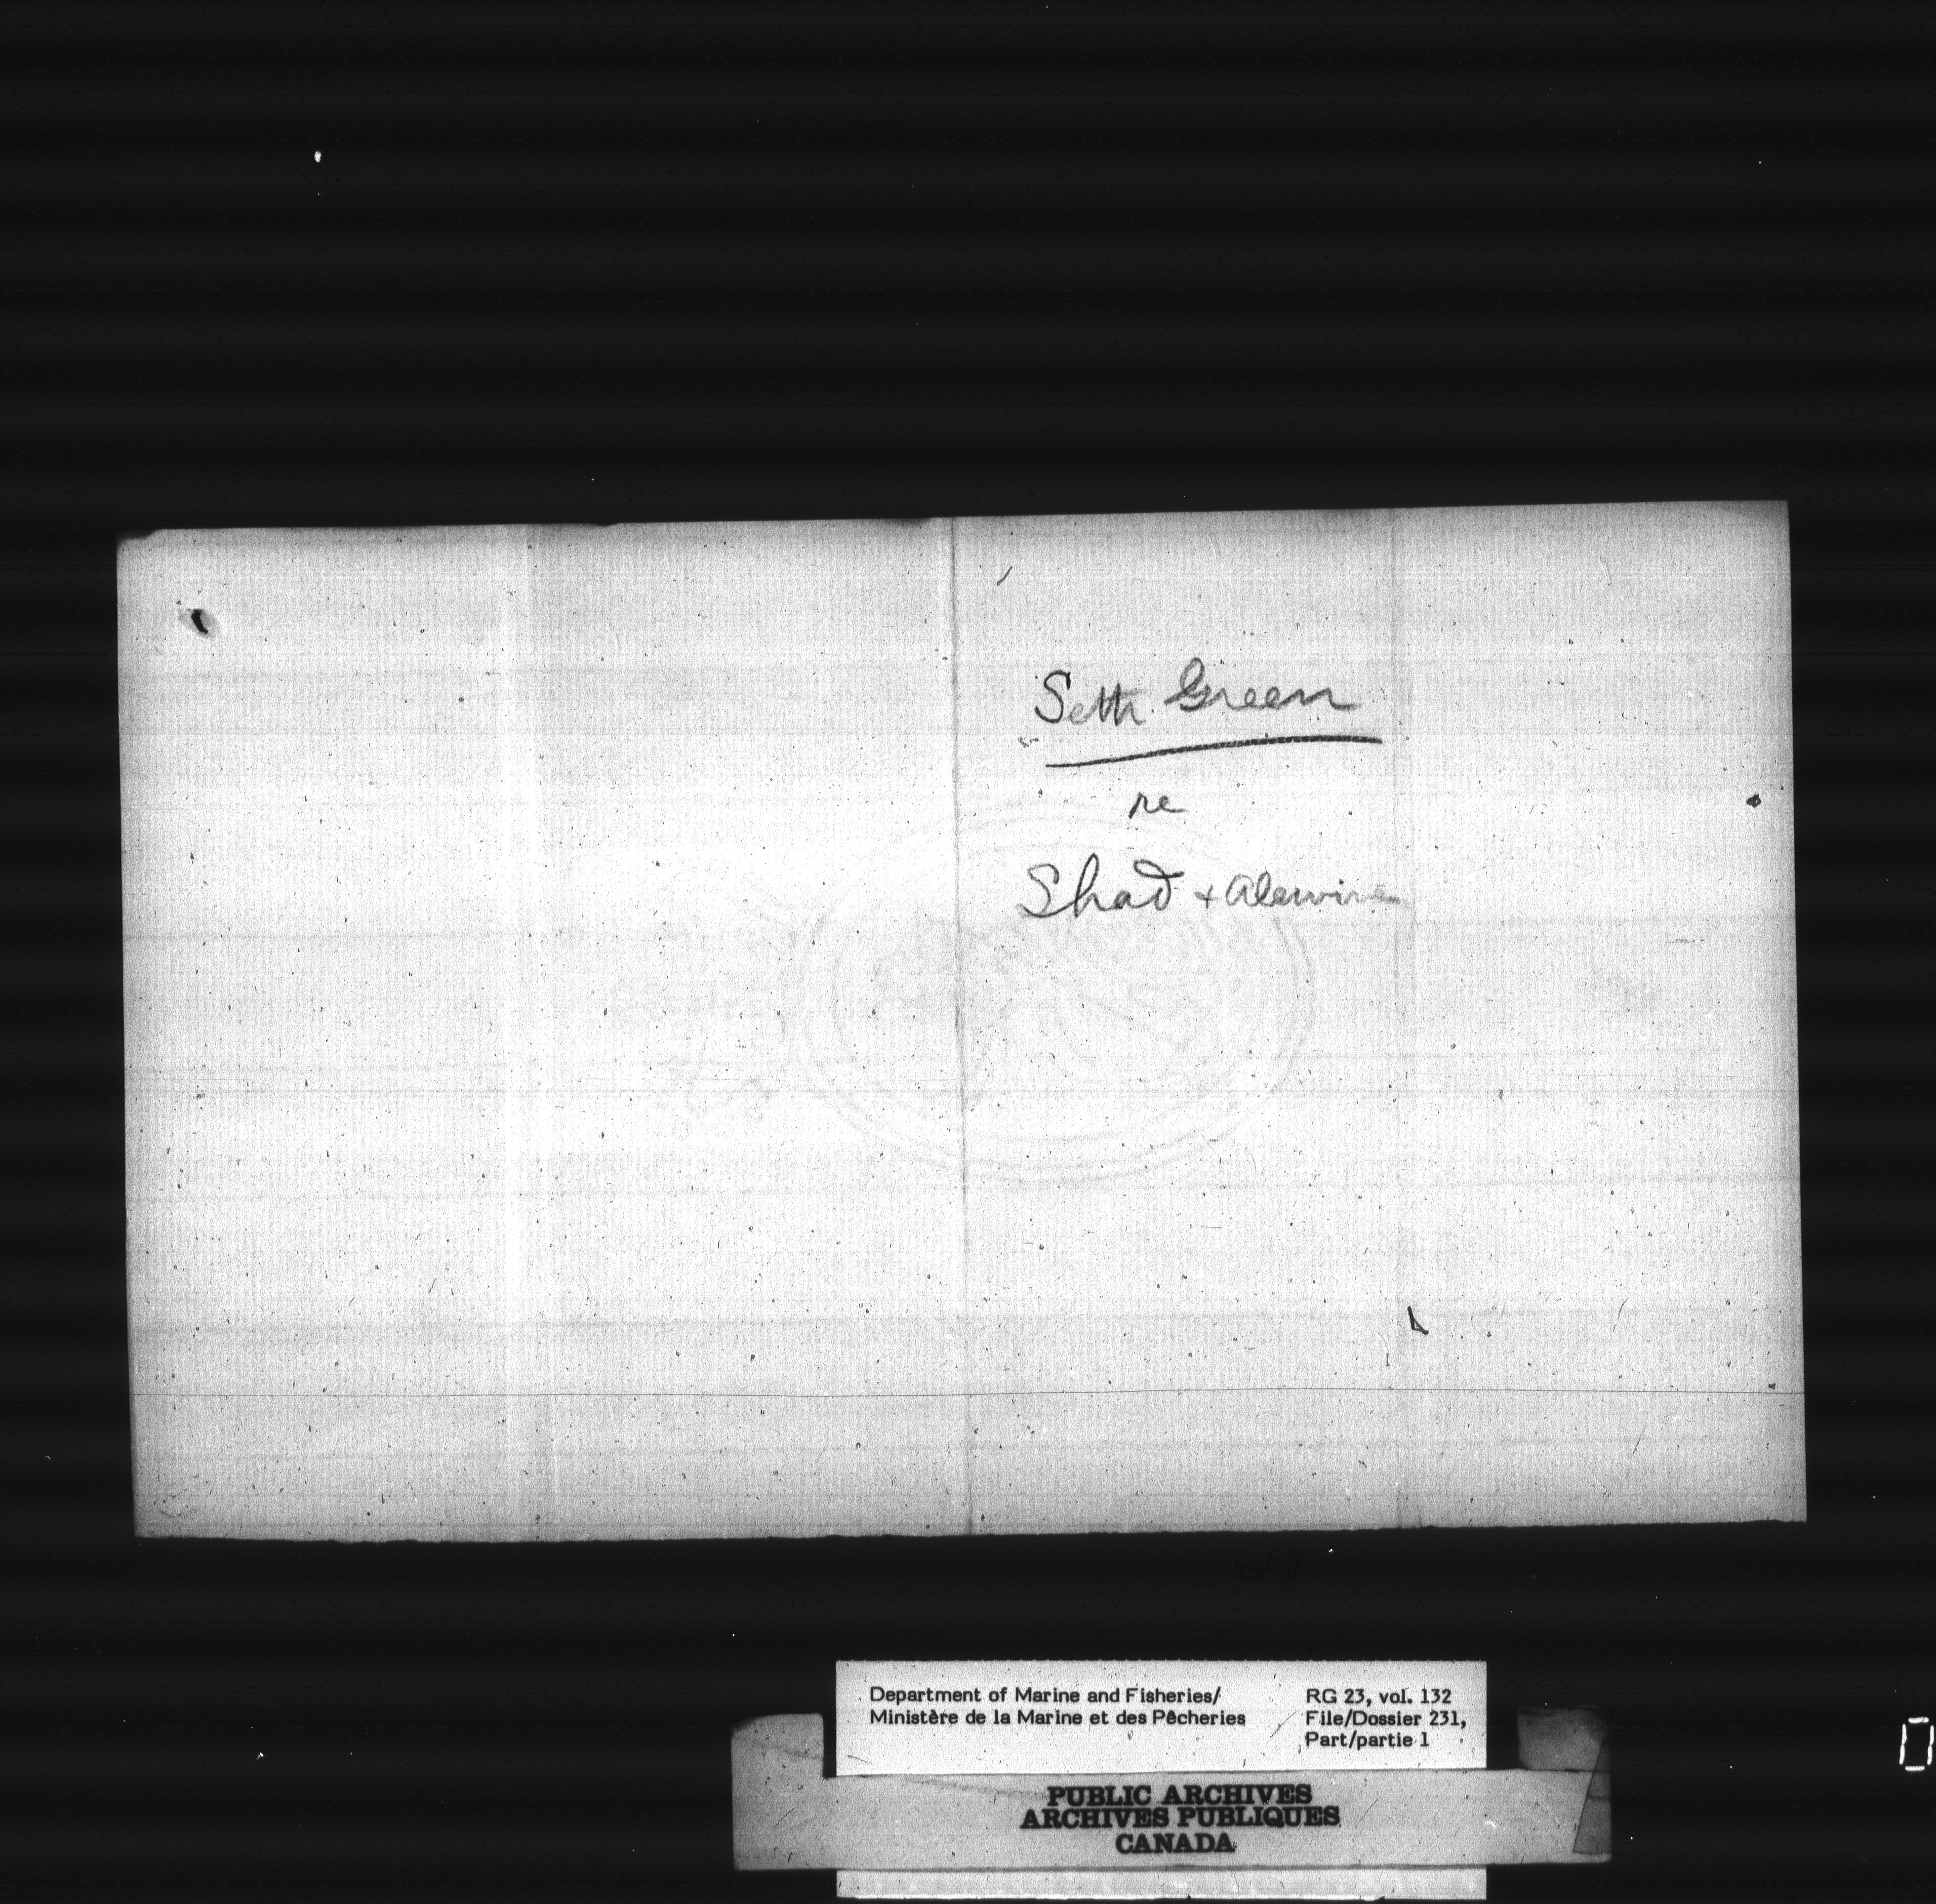 Seth Green
re
Shad + Alewives
Department of Marine and Fisheries/
Ministère de la Marine et des Pêcheries
RG 23, vol. 132
File/Dossier 231,
Part/partie 1
PUBLIC ARCHIVES
ARCHIVES PUBLIQUES
CANADA
0